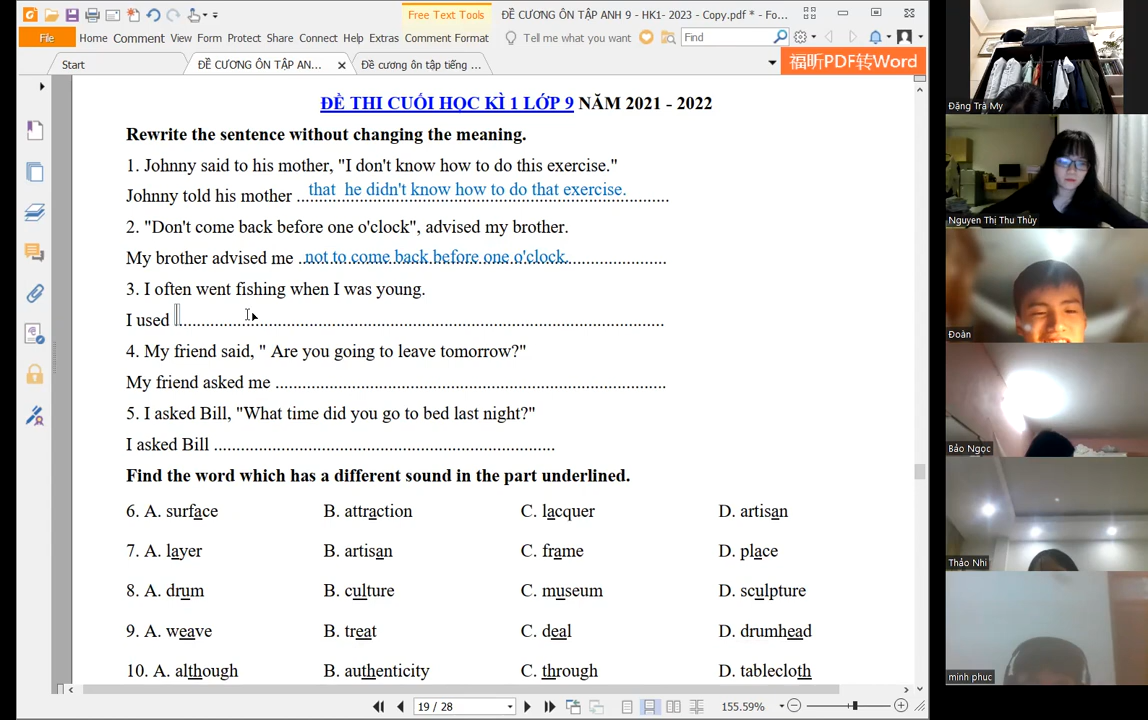 Free Text Tools
ĐỀ CƯƠNG ÔN TẬP ANH 9 - HK1- 2023 - Copy.pdf * - Fo...
File Home Comment View Form Protect Share Connect Help Extras Comment Format Tell me what you want Find
Start ĐỀ CƯƠNG ÔN TẬP AN... Đề cương ôn tập tiếng ... 福昕PDF转Word
ĐỀ THI CUỐI HỌC KÌ 1 LỚP 9 NĂM 2021 - 2022
Rewrite the sentence without changing the meaning.
1. Johnny said to his mother, "I don't know how to do this exercise."
Johnny told his mother ...that he didn't know how to do that exercise....
2. "Don't come back before one o'clock", advised my brother.
My brother advised me ...not to come back before one o'clock....
3. I often went fishing when I was young.
I used ..........................................................................................................
4. My friend said, " Are you going to leave tomorrow?"
My friend asked me ......................................................................................
5. I asked Bill, "What time did you go to bed last night?"
I asked Bill ...........................................................................
Find the word which has a different sound in the part underlined.
6. A. surface B. attraction C. lacquer D. artisan
7. A. layer B. artisan C. frame D. place
8. A. drum B. culture C. museum D. sculpture
9. A. weave B. treat C. deal D. drumhead
10. A. although B. authenticity C. through D. tablecloth
19 / 28 155.59%
Đặng Trà My
Nguyen Thị Thu Thủy
Đoàn
Bảo Ngọc
Thảo Nhi
minh phuc